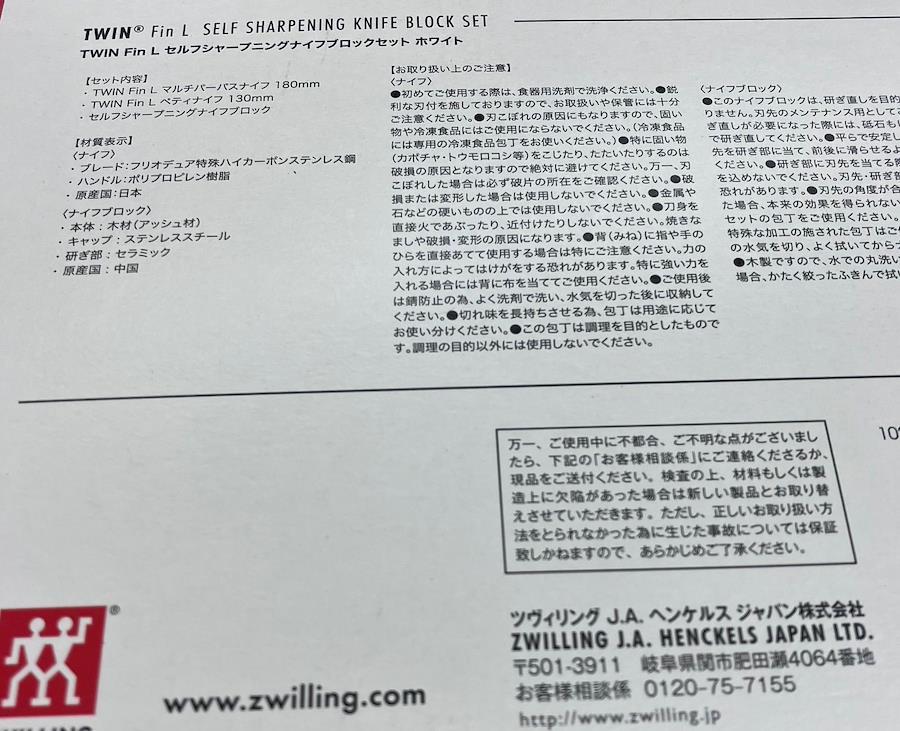 TWIN® Fin L SELF SHARPENING KNIFE BLOCK SET
TWIN Fin L セルフシャープニングナイフブロックセット ホワイト
【セット内容】
・TWIN Fin L マルチパーパスナイフ 180mm
・TWIN Fin L ペティナイフ 130mm
・セルフシャープニングナイフブロック
【材質表示】
〈ナイフ〉
・ブレード:フリオデュア特殊ハイカーボンステンレス鋼
・ハンドル:ポリプロピレン樹脂
・原産国:日本
〈ナイフブロック〉
・本体:木材(アッシュ材)
・キャップ:ステンレススチール
・研ぎ部:セラミック
・原産国:中国
【お取り扱い上のご注意】
〈ナイフ〉
●初めてご使用する際は、食器用洗剤で洗浄ください。●鋭
利な刃付を施しておりますので、お取扱いや保管には十分
ご注意ください。●刃こぼれの原因にもなりますので、固い
物や冷凍食品にはご使用にならないでください。(冷凍食品
には専用の冷凍食品包丁をお使いください。)●特に固い物
(カボチャ・トウモロコシ等)をこじたり、たたいたりするのは
破損の原因となりますので絶対に避けてください。万一、刃
こぼれした場合は必ず破片の所在をご確認ください。●破
損または変形した場合は使用しないでください。●金属や
石などの硬いものの上では使用しないでください。●刀身を
直接火であぶったり、近付けたりしないでください。焼きな
ましや破損・変形の原因になります。●背(みね)に指や手の
ひらを直接あてて使用する場合は特にご注意ください。力の
入れ方によってはけがをする恐れがあります。特に強い力を
入れる場合には背に布を当ててご使用ください。●ご使用後
は錆防止の為、よく洗剤で洗い、水気を切った後に収納して
ください。●切れ味を長持ちさせる為、包丁は用途に応じて
お使い分けください。●この包丁は調理を目的としたもので
す。調理の目的以外には使用しないでください。
〈ナイフブロック〉
●このナイフブロックは、研ぎ直しを目的
りません。刃先のメンテナンス用として
ぎ直しが必要になった際には、砥石も
で研ぎ直してください。●平らで安定し
先を研ぎ部に当て、前後に滑らせるよ
ください。●研ぎ部に刃先を当てる際
を込めないでください。刃先・研ぎ部
恐れがあります。●刃先の角度が合
た場合、本来の効果を得られない
セットの包丁をご使用ください。
特殊な加工の施された包丁はご
の水気を切り、よく拭いてから
●木製ですので、水での丸洗い
場合、かたく絞ったふきんで拭
万一、ご使用中に不都合、ご不明な点がございまし
たら、下記の「お客様相談係」にご連絡くださるか、
現品をご送付ください。検査の上、材料もしくは製
造上に欠陥があった場合は新しい製品とお取り替
えさせていただきます。ただし、正しいお取り扱い方
法をとられなかった為に生じた事故については保証
致しかねますので、あらかじめご了承ください。
ツヴィリング J.A. ヘンケルス ジャパン株式会社
ZWILLING J.A. HENCKELS JAPAN LTD.
〒501-3911 岐阜県関市肥田瀬4064番地
お客様相談係 0120-75-7155
http://www.zwilling.jp
®
www.zwilling.com